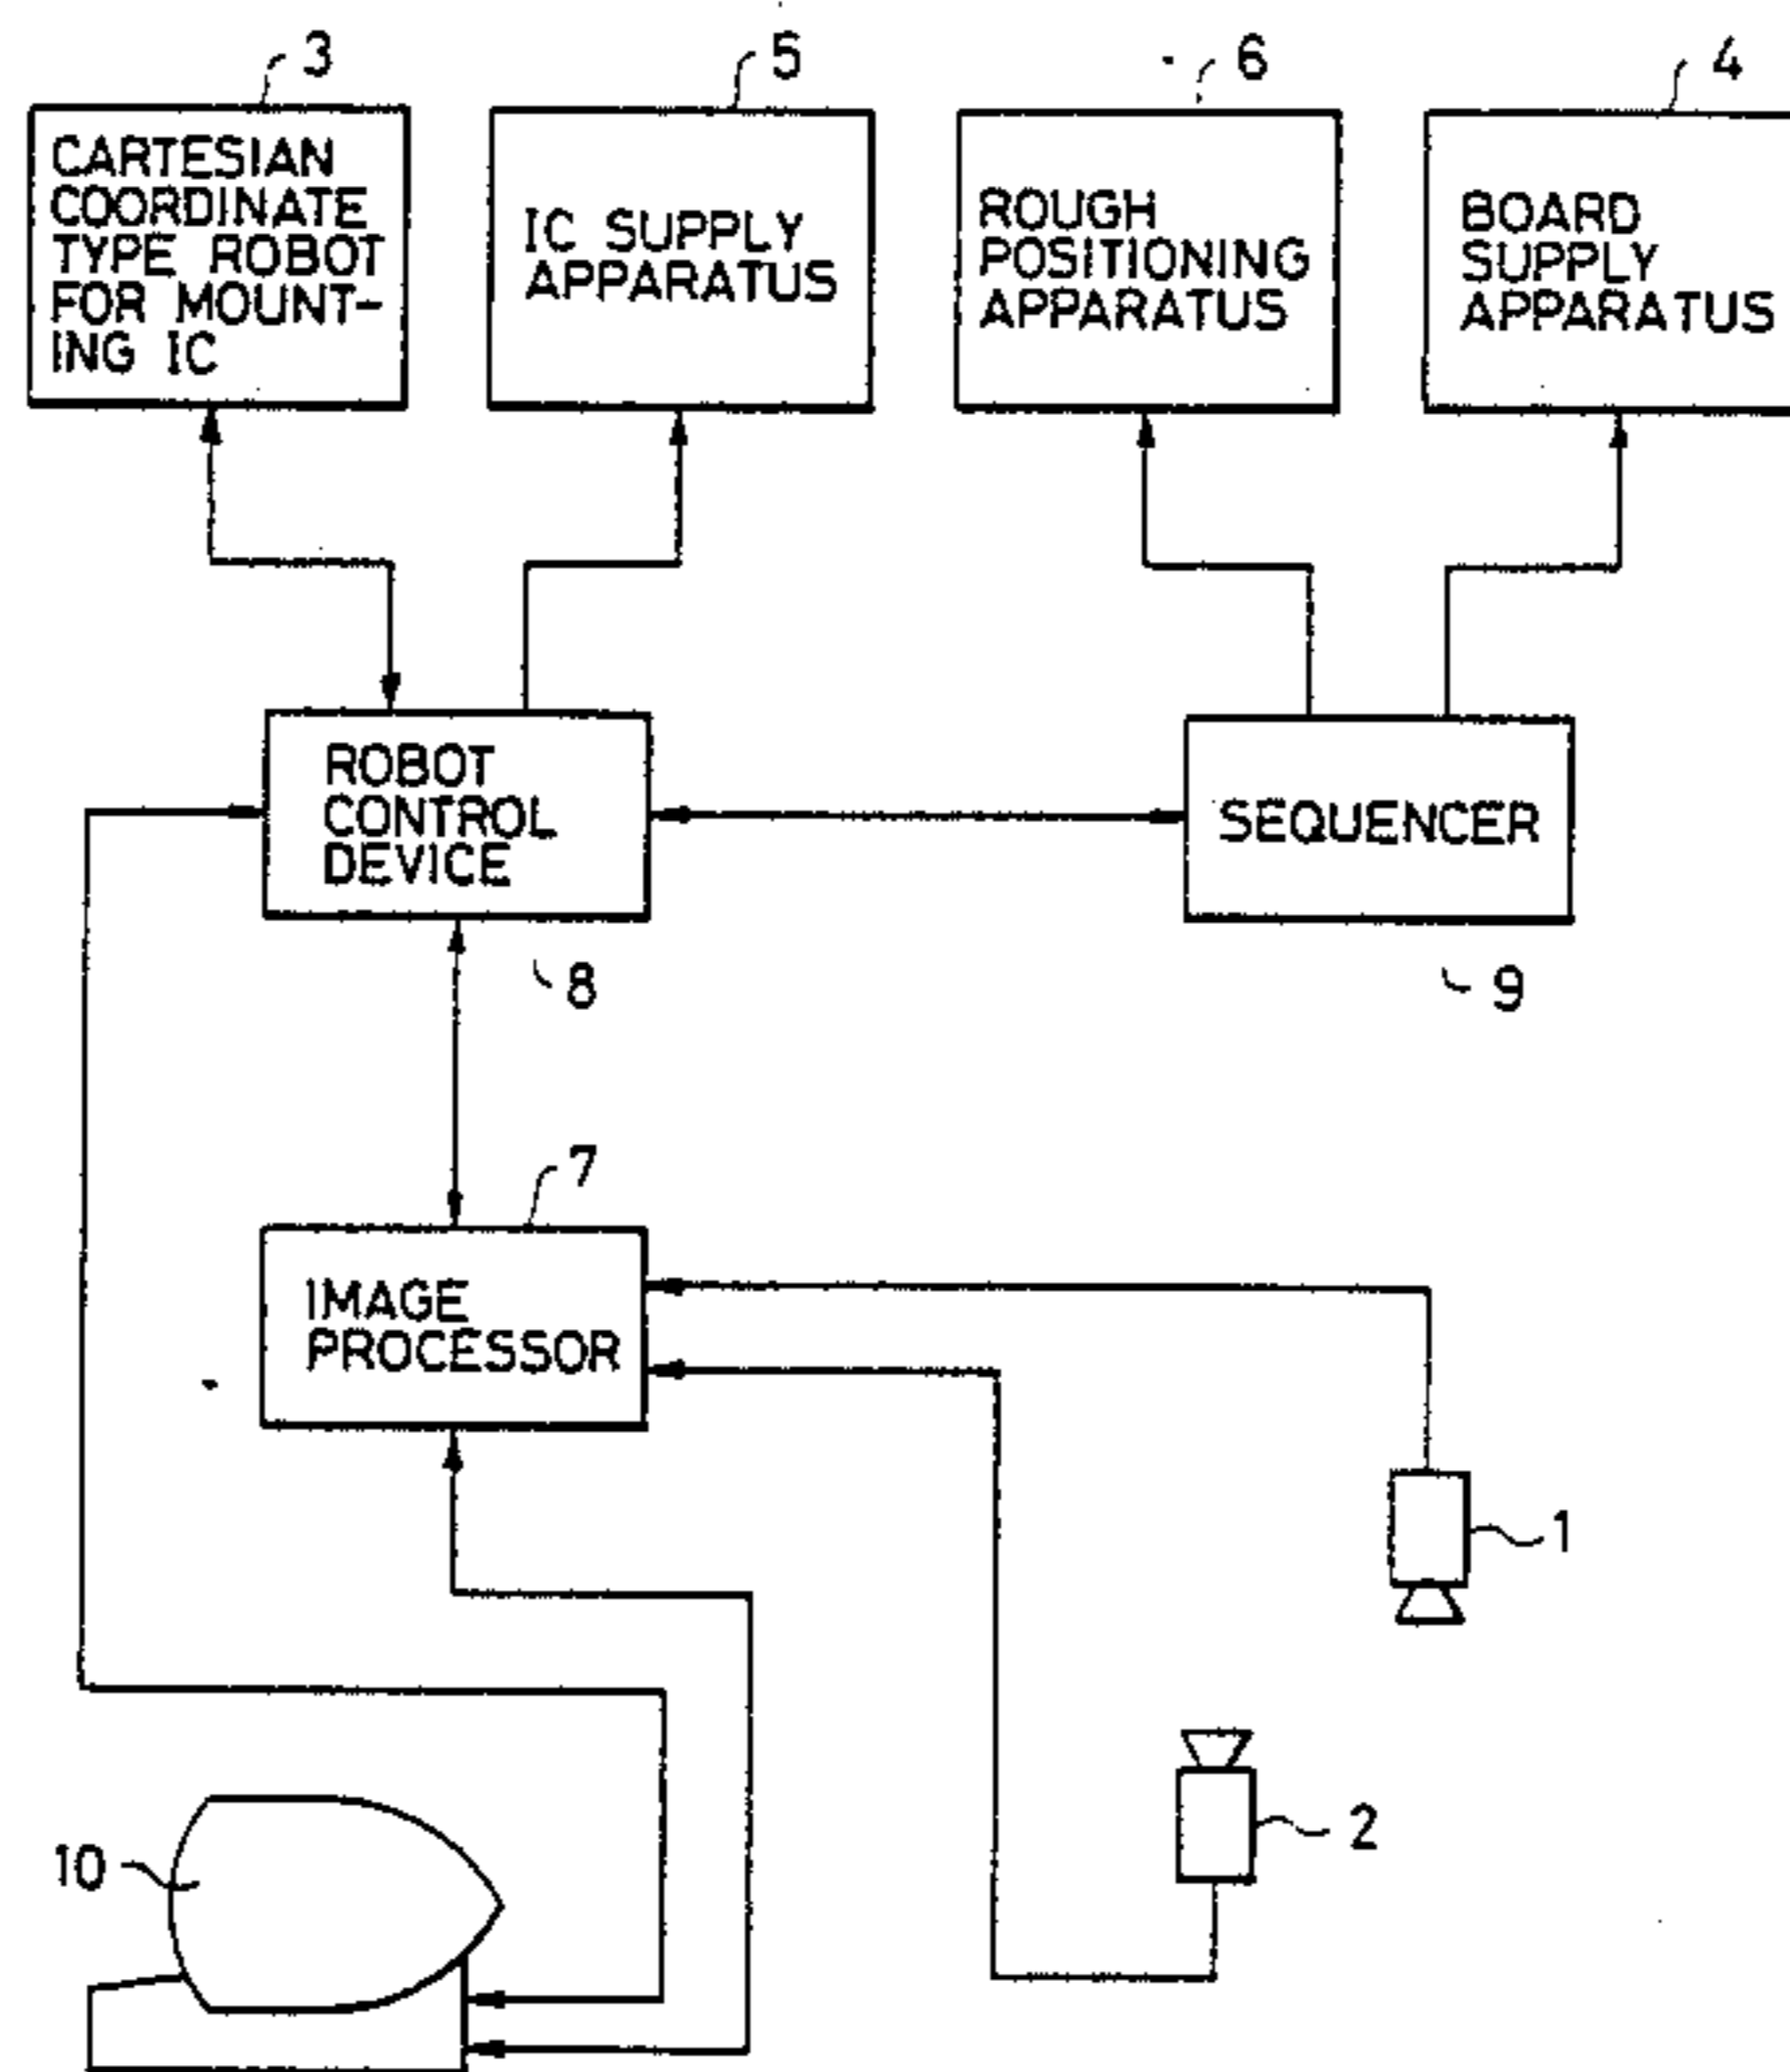 3
5
6
4
CARTESIAN
COORDINATE
TYPE ROBOT
FOR MOUNT-
ING IC
IC SUPPLY
APPARATUS
ROUGH
POSITIONING
APPARATUS
BOARD
SUPPLY
APPARATUS
ROBOT
CONTROL
DEVICE
SEQUENCER
8
9
7
IMAGE
PROCESSOR
1
2
10